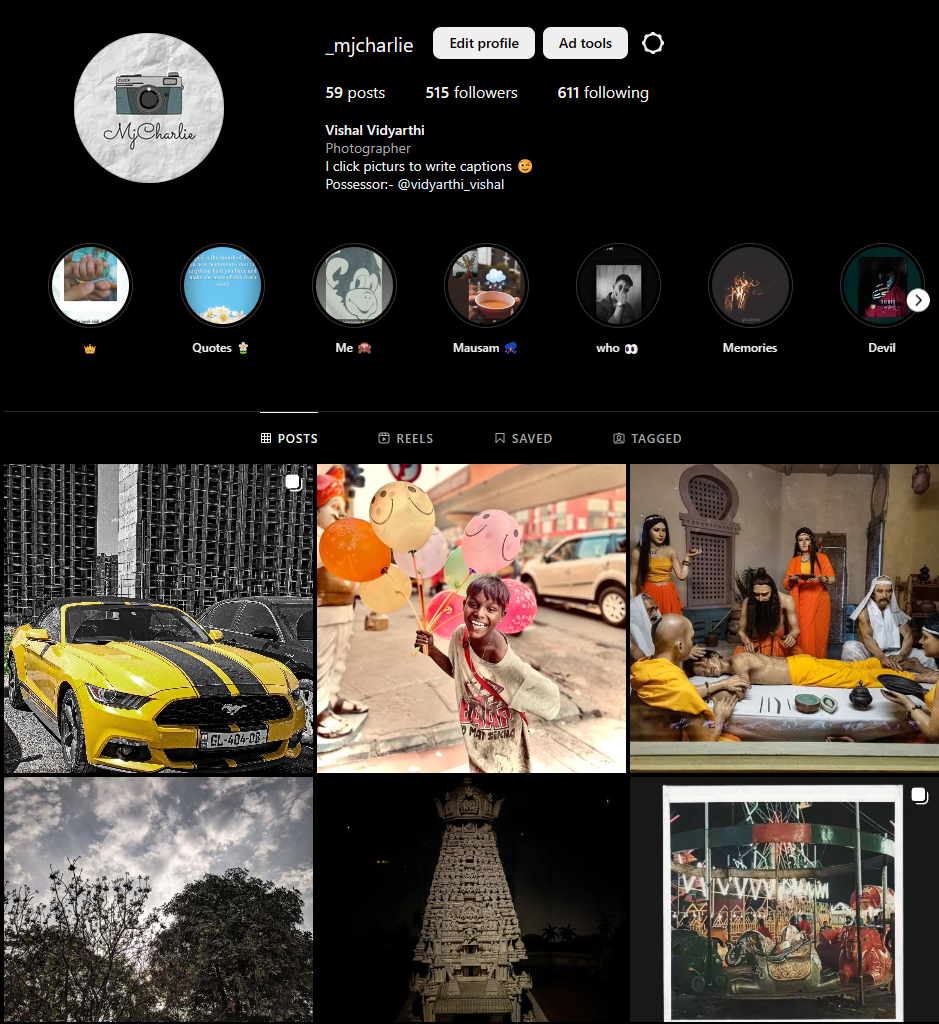 _mjcharlie
Edit profile
Ad tools
59 posts
515 followers
611 following
CLICK
MjCharlie
Vishal Vidyarthi
Photographer
I click picturs to write captions 😊
Possessor:- @vidyarthi_vishal
👑
Quotes
Me
Mausam
who 👀
Memories
Devil
POSTS
REELS
SAVED
TAGGED
GL-404-QB